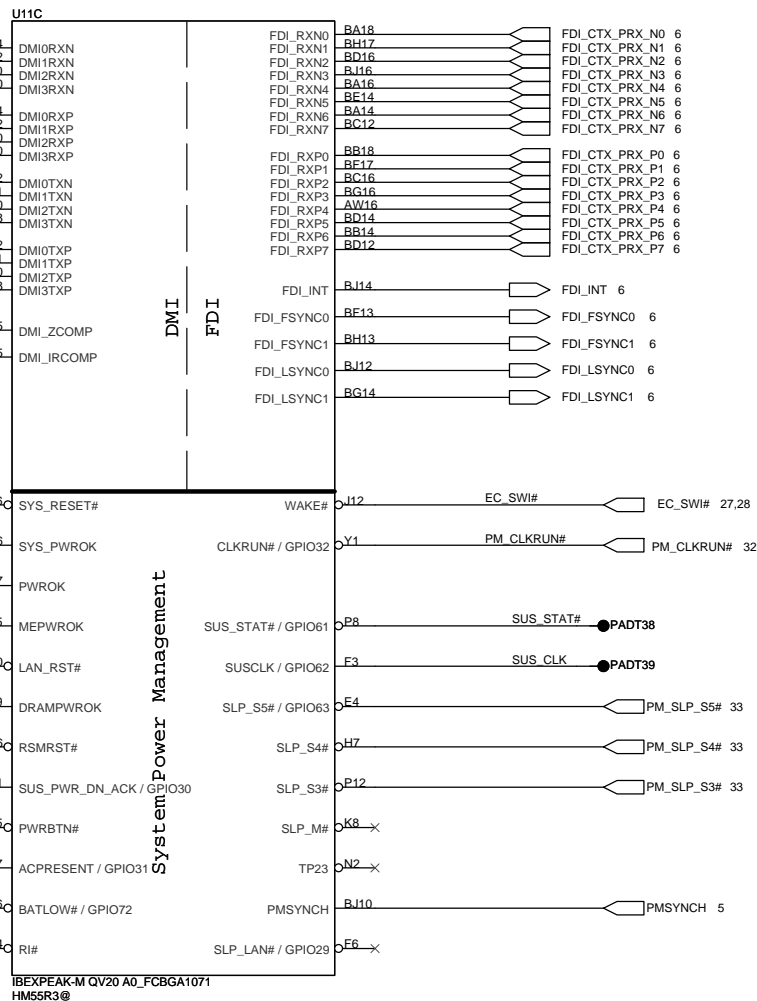 U11C
DMI0RXN
DMI1RXN
DMI2RXN
DMI3RXN
DMI0RXP
DMI1RXP
DMI2RXP
DMI3RXP
DMI0TXN
DMI1TXN
DMI2TXN
DMI3TXN
DMI0TXP
DMI1TXP
DMI2TXP
DMI3TXP
DMI_ZCOMP
DMI_IRCOMP
DMI
FDI
FDI_RXN0 BA18 FDI_CTX_PRX_N0 6
FDI_RXN1 BH17 FDI_CTX_PRX_N1 6
FDI_RXN2 BD16 FDI_CTX_PRX_N2 6
FDI_RXN3 BJ16 FDI_CTX_PRX_N3 6
FDI_RXN4 BA16 FDI_CTX_PRX_N4 6
FDI_RXN5 BE14 FDI_CTX_PRX_N5 6
FDI_RXN6 BA14 FDI_CTX_PRX_N6 6
FDI_RXN7 BC12 FDI_CTX_PRX_N7 6
FDI_RXP0 BB18 FDI_CTX_PRX_P0 6
FDI_RXP1 BF17 FDI_CTX_PRX_P1 6
FDI_RXP2 BC16 FDI_CTX_PRX_P2 6
FDI_RXP3 BG16 FDI_CTX_PRX_P3 6
FDI_RXP4 AW16 FDI_CTX_PRX_P4 6
FDI_RXP5 BD14 FDI_CTX_PRX_P5 6
FDI_RXP6 BB14 FDI_CTX_PRX_P6 6
FDI_RXP7 BD12 FDI_CTX_PRX_P7 6
FDI_INT BJ14 FDI_INT 6
FDI_FSYNC0 BF13 FDI_FSYNC0 6
FDI_FSYNC1 BH13 FDI_FSYNC1 6
FDI_LSYNC0 BJ12 FDI_LSYNC0 6
FDI_LSYNC1 BG14 FDI_LSYNC1 6
SYS_RESET#
SYS_PWROK
PWROK
MEPWROK
LAN_RST#
DRAMPWROK
RSMRST#
SUS_PWR_DN_ACK / GPIO30
PWRBTN#
ACPRESENT / GPIO31
BATLOW# / GPIO72
RI#
System Power Management
WAKE# J12 EC_SWI# EC_SWI# 27,28
CLKRUN# / GPIO32 Y1 PM_CLKRUN# PM_CLKRUN# 32
SUS_STAT# / GPIO61 P8 SUS_STAT# PADT38
SUSCLK / GPIO62 F3 SUS_CLK PADT39
SLP_S5# / GPIO63 E4 PM_SLP_S5# 33
SLP_S4# H7 PM_SLP_S4# 33
SLP_S3# P12 PM_SLP_S3# 33
SLP_M# K8
TP23 N2
PMSYNCH BJ10 PMSYNCH 5
SLP_LAN# / GPIO29 F6
IBEXPEAK-M QV20 A0_FCBGA1071
HM55R3@